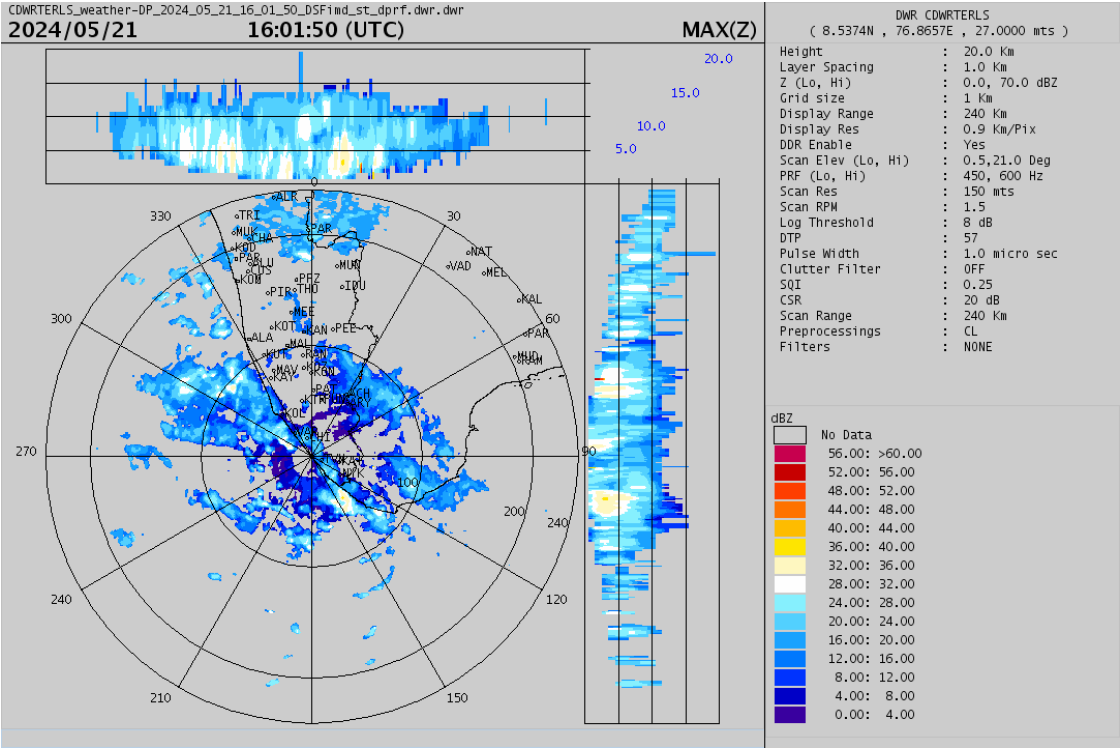 CDWRTERLS_weather-DP_2024_05_21_16_01_50_DSFimd_st_dprf.dwr.dwr
2024/05/21 16:01:50 (UTC) MAX(Z)
20.0
15.0
10.0
5.0
DWR CDWRTERLS
( 8.5374N , 76.8657E , 27.0000 mts )
Height : 20.0 Km
Layer Spacing : 1.0 Km
Z (Lo, Hi) : 0.0, 70.0 dBZ
Grid size : 1 Km
Display Range : 240 Km
Display Res : 0.9 Km/Pix
DDR Enable : Yes
Scan Elev (Lo, Hi) : 0.5,21.0 Deg
PRF (Lo, Hi) : 450, 600 Hz
Scan Res : 150 mts
Scan RPM : 1.5
Log Threshold : 8 dB
DTP : 57
Pulse Width : 1.0 micro sec
Clutter Filter : OFF
SQI : 0.25
CSR : 20 dB
Scan Range : 240 Km
Preprocessings : CL
Filters : NONE
0
ALR
330
TRI
30
PAR
MUK
CHA
KOD
NAT
PAR
ALU
MUN
VAD
CDS
MEL
KOM
PFZ
IDU
PIR
THO
KAL
MEE
300
60
KOT
KAN
PEE
PAR
ALA
MAL
KUT
RAN
MUD
RAM
MAV
KAY
KTR
KOL
CHI
270
90
100
200
240
240
120
210
150
dBZ
No Data
56.00: >60.00
52.00: 56.00
48.00: 52.00
44.00: 48.00
40.00: 44.00
36.00: 40.00
32.00: 36.00
28.00: 32.00
24.00: 28.00
20.00: 24.00
16.00: 20.00
12.00: 16.00
8.00: 12.00
4.00: 8.00
0.00: 4.00